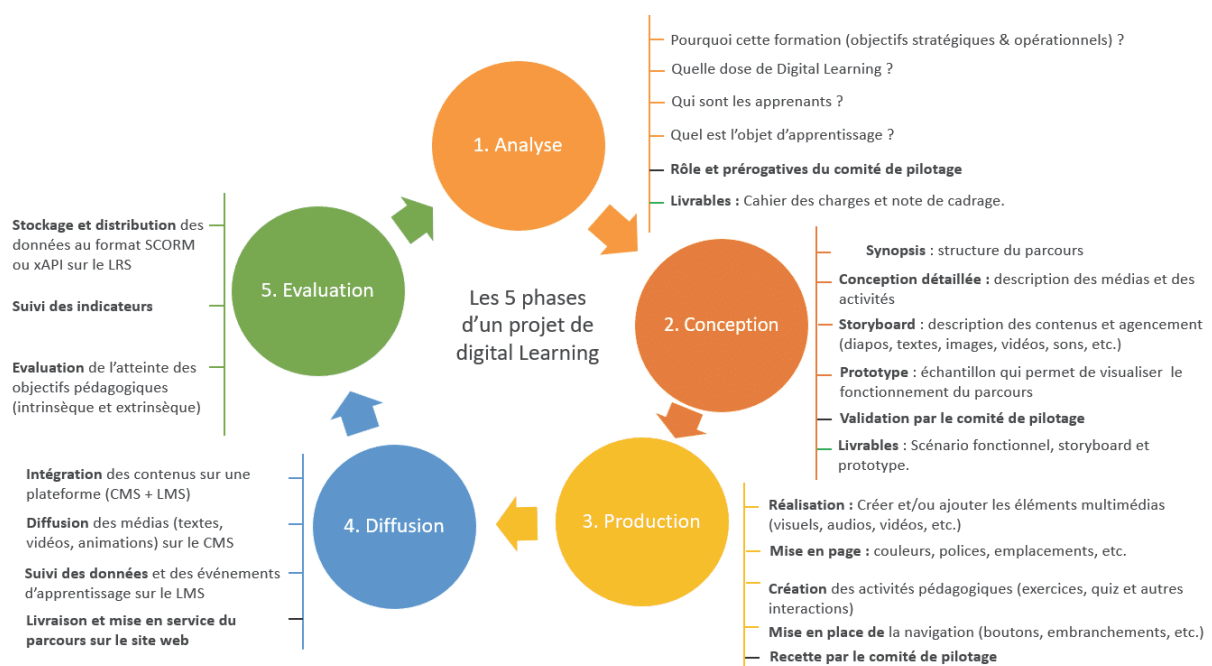 Pourquoi cette formation (objectifs stratégiques & opérationnels) ?
Quelle dose de Digital Learning ?
Qui sont les apprenants ?
Quel est l’objet d’apprentissage ?
Rôle et prérogatives du comité de pilotage
Livrables : Cahier des charges et note de cadrage.
1. Analyse
Les 5 phases
d’un projet de
digital Learning
2. Conception
Synopsis : structure du parcours
Conception détaillée : description des médias et des
activités
Storyboard : description des contenus et agencement
(diapos, textes, images, vidéos, sons, etc.)
Prototype : échantillon qui permet de visualiser le
fonctionnement du parcours
Validation par le comité de pilotage
Livrables : Scénario fonctionnel, storyboard et
prototype.
3. Production
Réalisation : Créer et/ou ajouter les éléments multimédias
(visuels, audios, vidéos, etc.)
Mise en page : couleurs, polices, emplacements, etc.
Création des activités pédagogiques (exercices, quiz et autres
interactions)
Mise en place de la navigation (boutons, embranchements, etc.)
Recette par le comité de pilotage
4. Diffusion
Intégration des contenus sur une
plateforme (CMS + LMS)
Diffusion des médias (textes,
vidéos, animations) sur le CMS
Suivi des données et des événements
d’apprentissage sur le LMS
Livraison et mise en service du
parcours sur le site web
5. Evaluation
Stockage et distribution des
données au format SCORM
ou xAPI sur le LRS
Suivi des indicateurs
Evaluation de l’atteinte des
objectifs pédagogiques
(intrinsèque et extrinsèque)